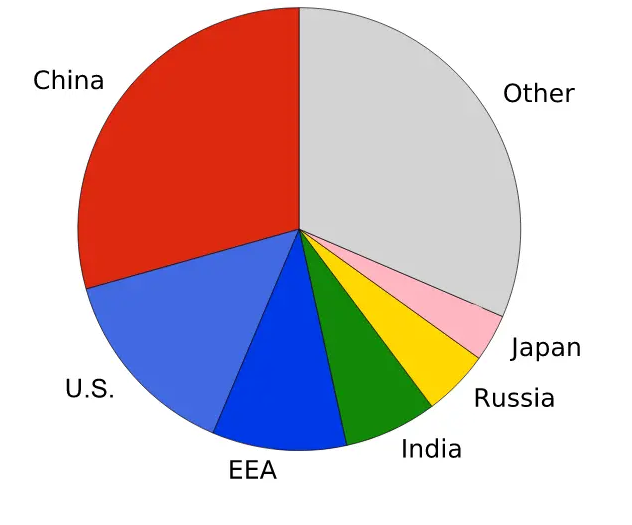 China
Other
Japan
U.S.
Russia
India
EEA